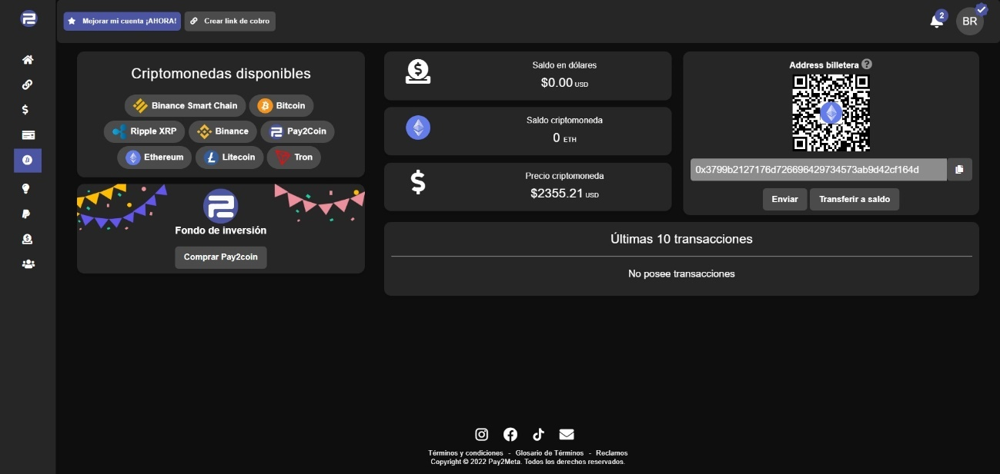 Mejorar mi cuenta ¡AHORA!
Crear link de cobro
2
BR
Criptomonedas disponibles
Binance Smart Chain
Bitcoin
Ripple XRP
Binance
Pay2Coin
Ethereum
Litecoin
Tron
Fondo de inversión
Comprar Pay2coin
Saldo en dólares
$0.00 USD
Saldo criptomoneda
0 ETH
Precio criptomoneda
$2355.21 USD
Address billetera
0x3799b2127176d726696429734573ab9d42cf164d
Enviar
Transferir a saldo
Últimas 10 transacciones
No posee transacciones
Términos y condiciones - Glosario de Términos - Reclamos
Copyright © 2022 Pay2Meta. Todos los derechos reservados.